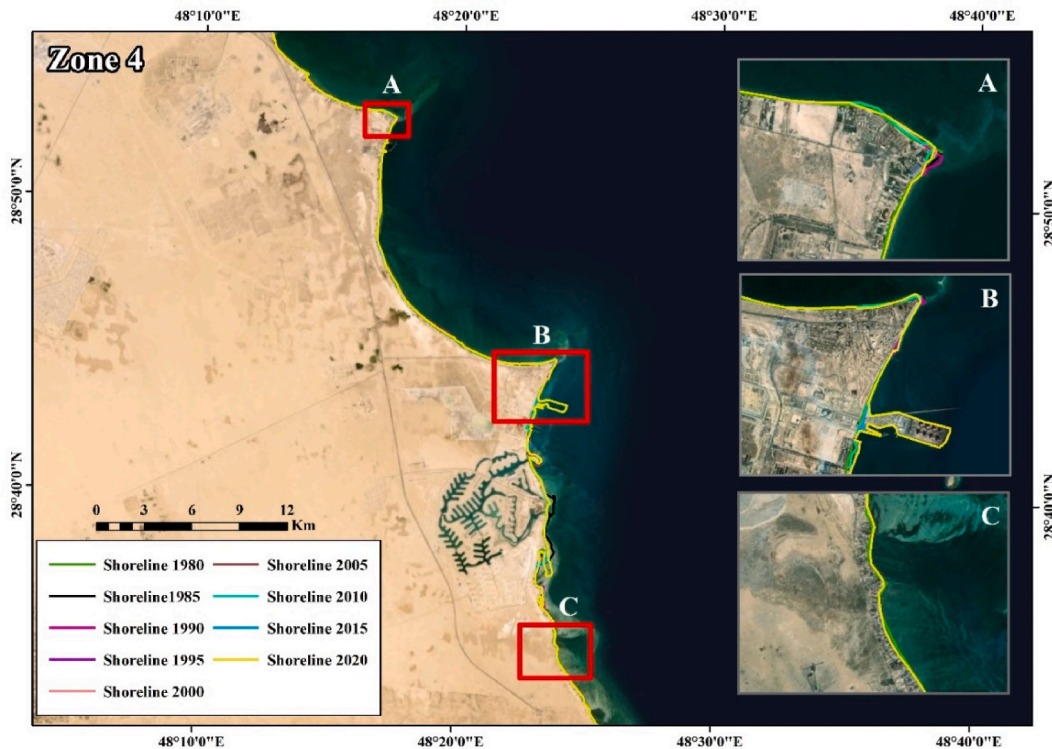 48°10'0"E 48°20'0"E 48°30'0"E 48°40'0"E
Zone 4
A
A
28°50'0"N
28°50'0"N
B
B
28°40'0"N
28°40'0"N
0 3 6 9 12
Km
C
C
Shoreline 1980 Shoreline 2005
Shoreline1985 Shoreline 2010
Shoreline 1990 Shoreline 2015
Shoreline 1995 Shoreline 2020
Shoreline 2000
48°10'0"E 48°20'0"E 48°30'0"E 48°40'0"E